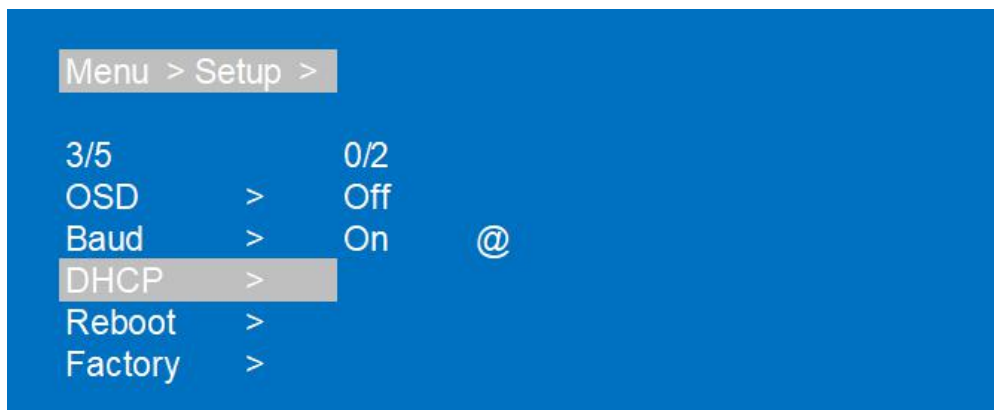 Menu > Setup >
3/5 0/2
OSD > Off
Baud > On @
DHCP >
Reboot >
Factory >